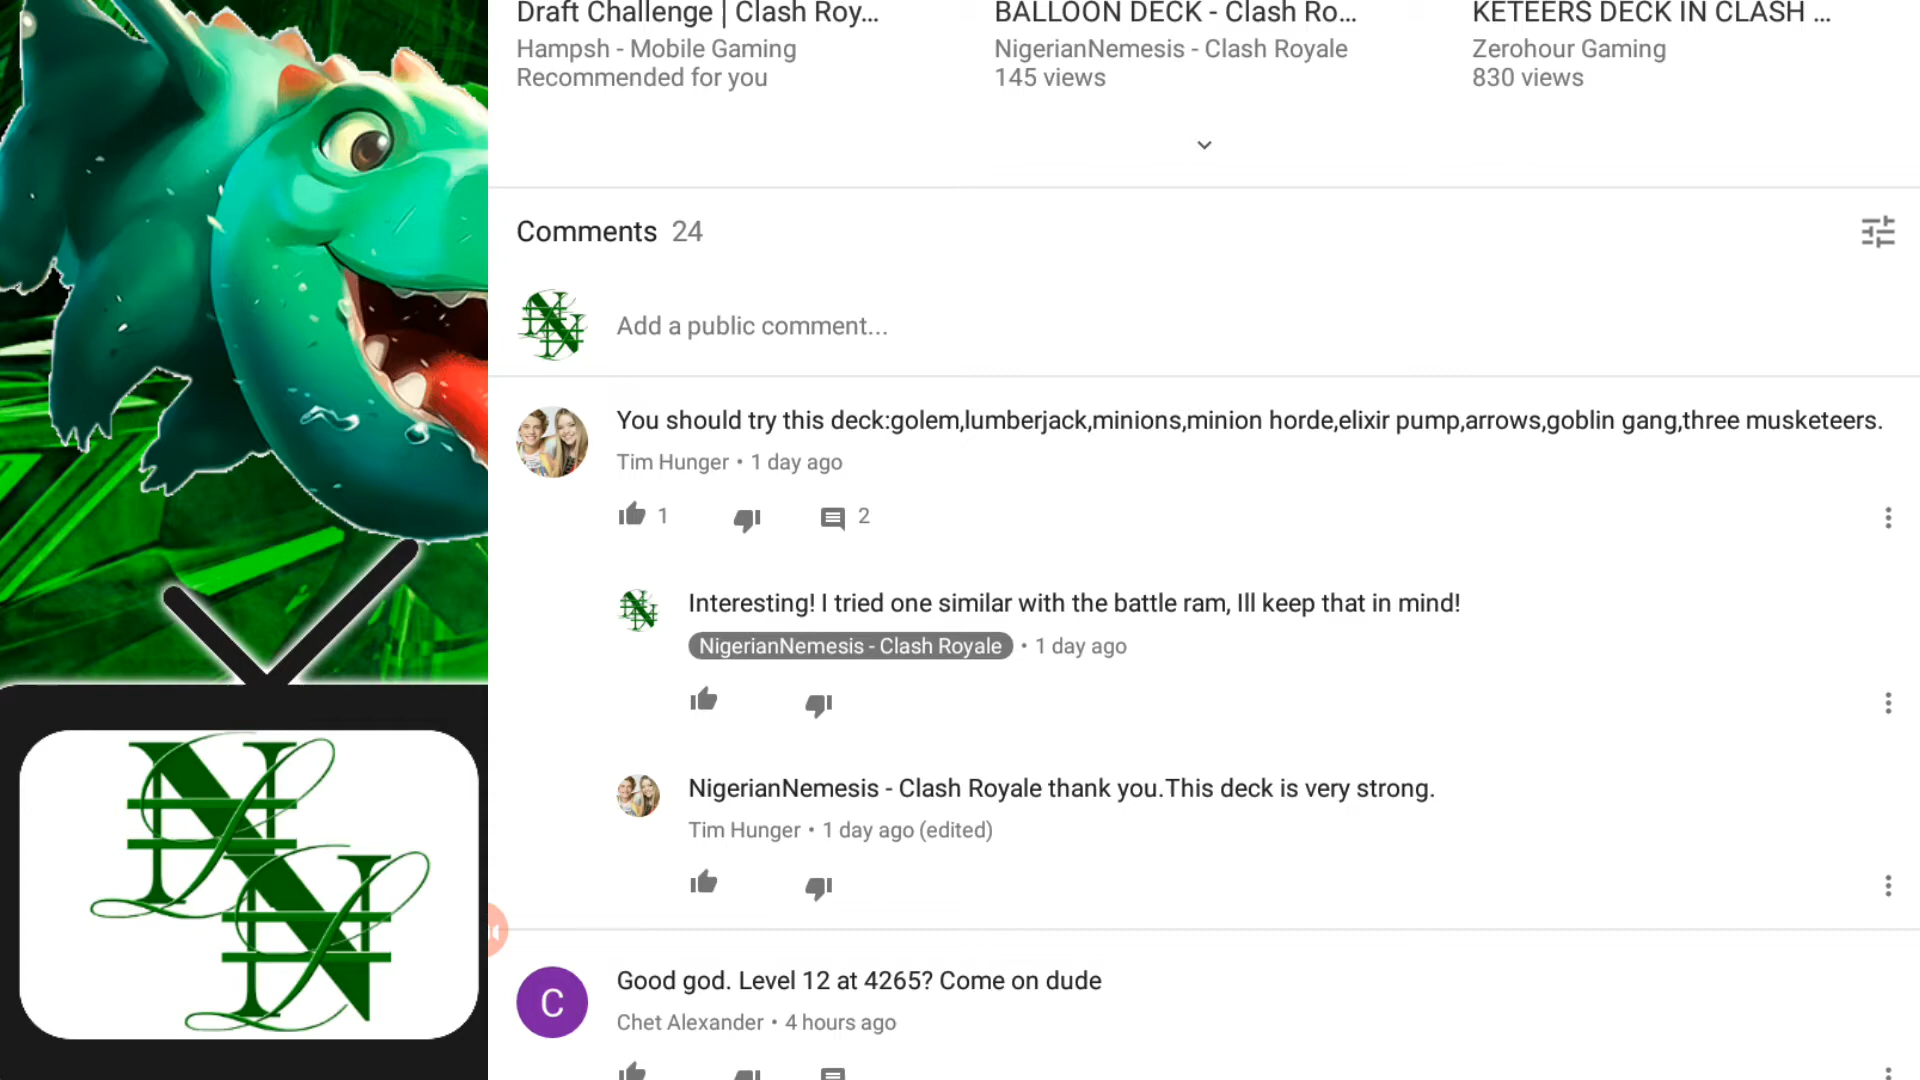 Draft Challenge | Clash Roy...
Hampsh - Mobile Gaming
Recommended for you
BALLOON DECK - Clash Ro...
NigerianNemesis - Clash Royale
145 views
KETEERS DECK IN CLASH ...
Zerohour Gaming
830 views
Comments 24
Add a public comment...
You should try this deck:golem,lumberjack,minions,minion horde,elixir pump,arrows,goblin gang,three musketeers.
Tim Hunger • 1 day ago
1 2
Interesting! I tried one similar with the battle ram, Ill keep that in mind!
NigerianNemesis - Clash Royale • 1 day ago
NigerianNemesis - Clash Royale thank you.This deck is very strong.
Tim Hunger • 1 day ago (edited)
C
Good god. Level 12 at 4265? Come on dude
Chet Alexander • 4 hours ago